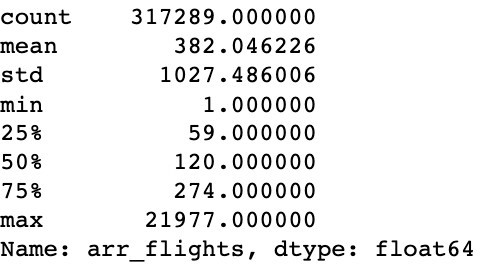 count 317289.000000
mean 382.046226
std 1027.486006
min 1.000000
25% 59.000000
50% 120.000000
75% 274.000000
max 21977.000000
Name: arr_flights, dtype: float64